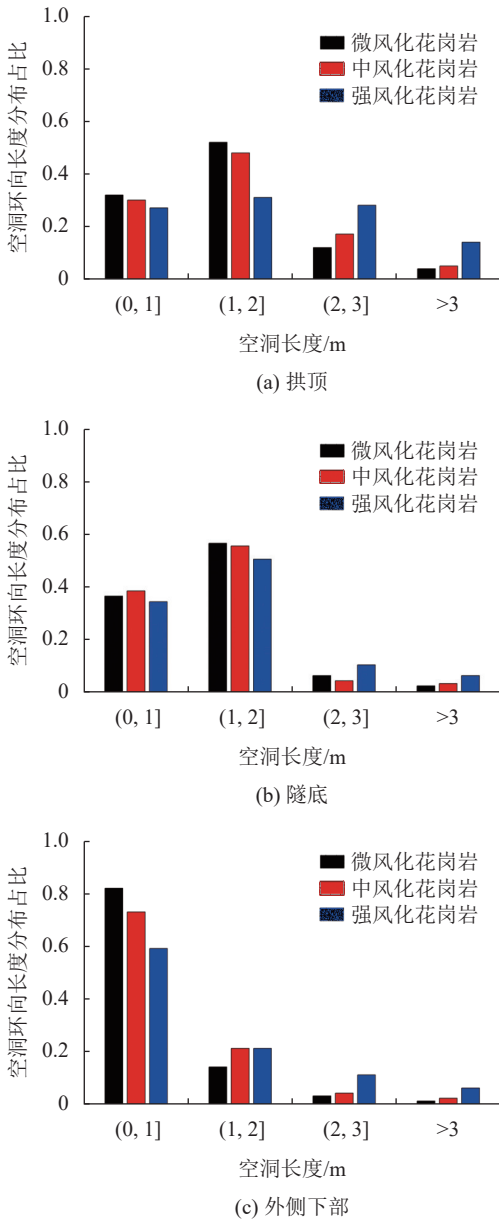 空洞环向长度分布占比
1.0
0.8
0.6
0.4
0.2
0
微风化花岗岩
中风化花岗岩
强风化花岗岩
(0, 1] (1, 2] (2, 3] >3
空洞长度/m
(a) 拱顶
空洞环向长度分布占比
1.0
0.8
0.6
0.4
0.2
0
微风化花岗岩
中风化花岗岩
强风化花岗岩
(0, 1] (1, 2] (2, 3] >3
空洞长度/m
(b) 隧底
空洞环向长度分布占比
1.0
0.8
0.6
0.4
0.2
0
微风化花岗岩
中风化花岗岩
强风化花岗岩
(0, 1] (1, 2] (2, 3] >3
空洞长度/m
(c) 外侧下部